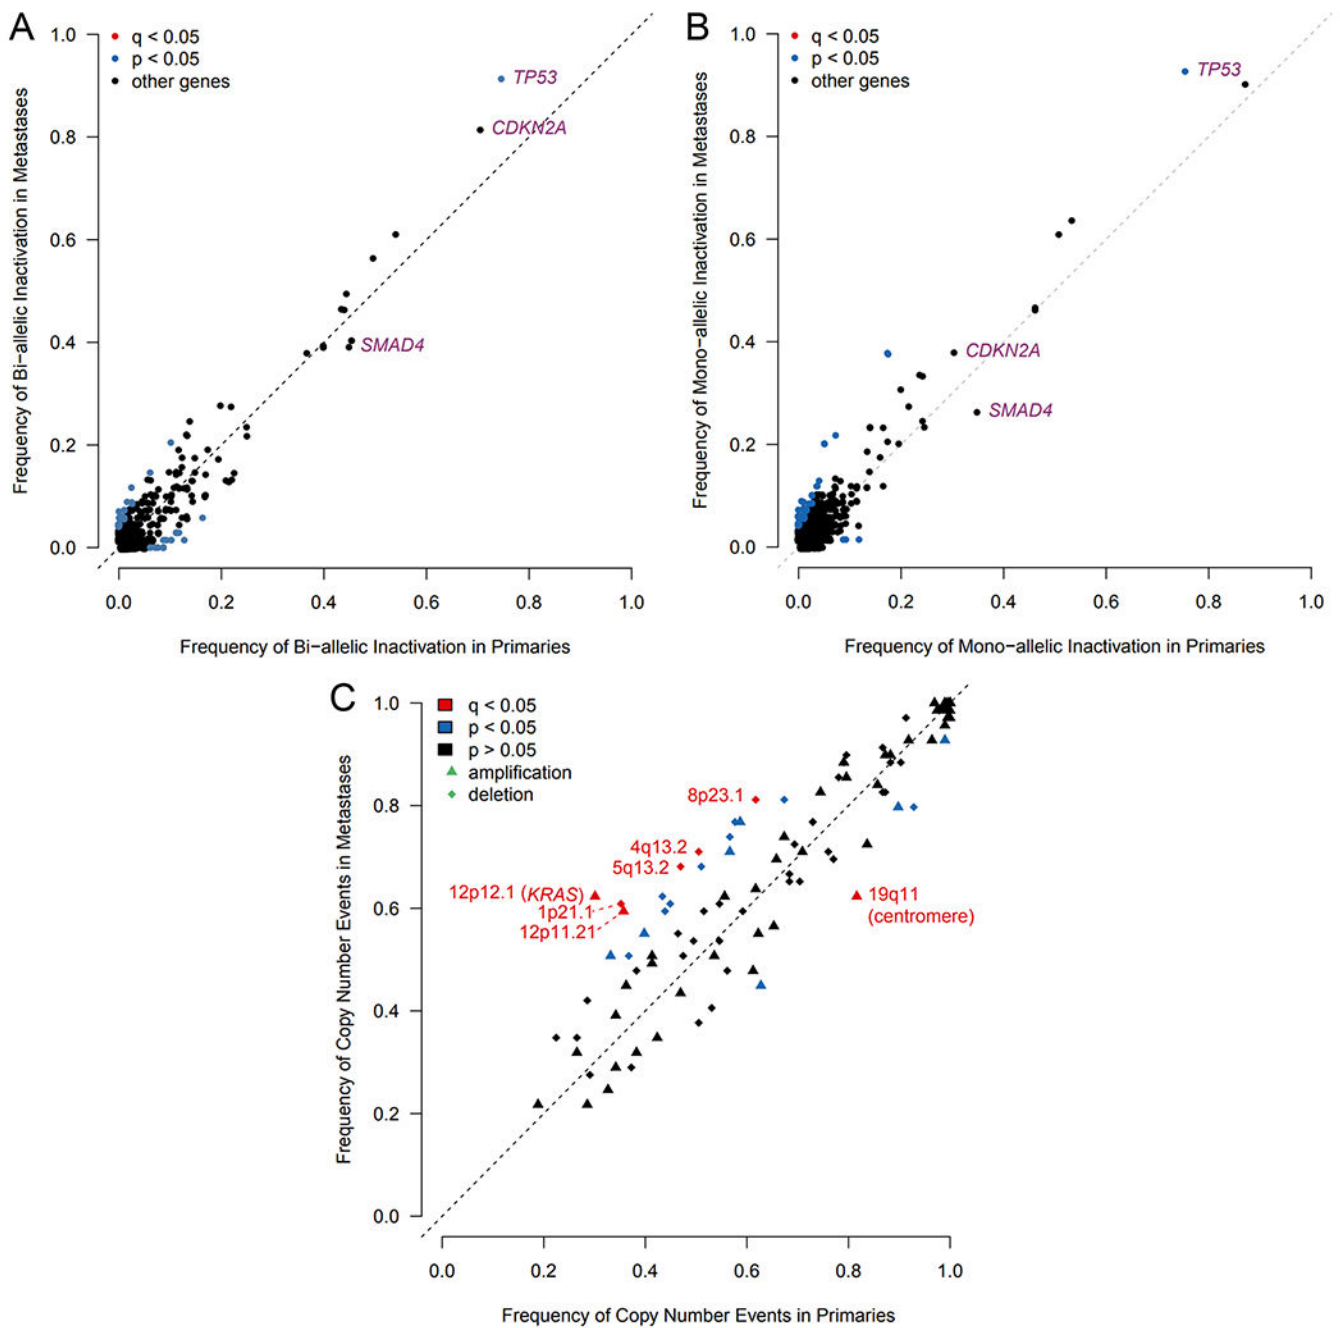 A
q < 0.05
p < 0.05
other genes
TP53
CDKN2A
SMAD4
1.0
0.8
0.6
0.4
0.2
0.0
0.0 0.2 0.4 0.6 0.8 1.0
Frequency of Bi−allelic Inactivation in Metastases
Frequency of Bi−allelic Inactivation in Primaries
B
q < 0.05
p < 0.05
other genes
TP53
CDKN2A
SMAD4
1.0
0.8
0.6
0.4
0.2
0.0
0.0 0.2 0.4 0.6 0.8 1.0
Frequency of Mono−allelic Inactivation in Metastases
Frequency of Mono−allelic Inactivation in Primaries
C
q < 0.05
p < 0.05
p > 0.05
amplification
deletion
8p23.1
4q13.2
5q13.2
12p12.1 (KRAS)
1p21.1
12p11.21
19q11
(centromere)
1.0
0.8
0.6
0.4
0.2
0.0
0.0 0.2 0.4 0.6 0.8 1.0
Frequency of Copy Number Events in Metastases
Frequency of Copy Number Events in Primaries